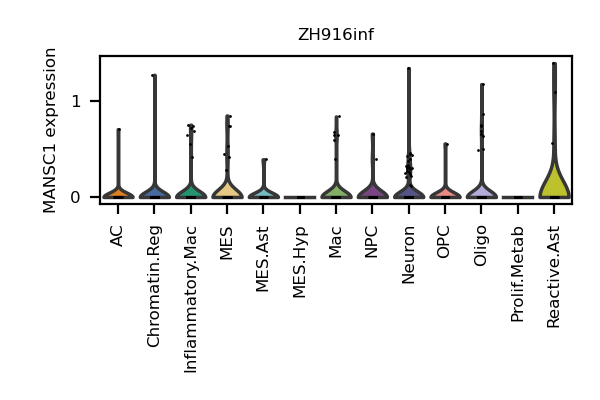 ZH916inf
MANSC1 expression
1
0
AC
Chromatin.Reg
Inflammatory.Mac
MES
MES.Ast
MES.Hyp
Mac
NPC
Neuron
OPC
Oligo
Prolif.Metab
Reactive.Ast